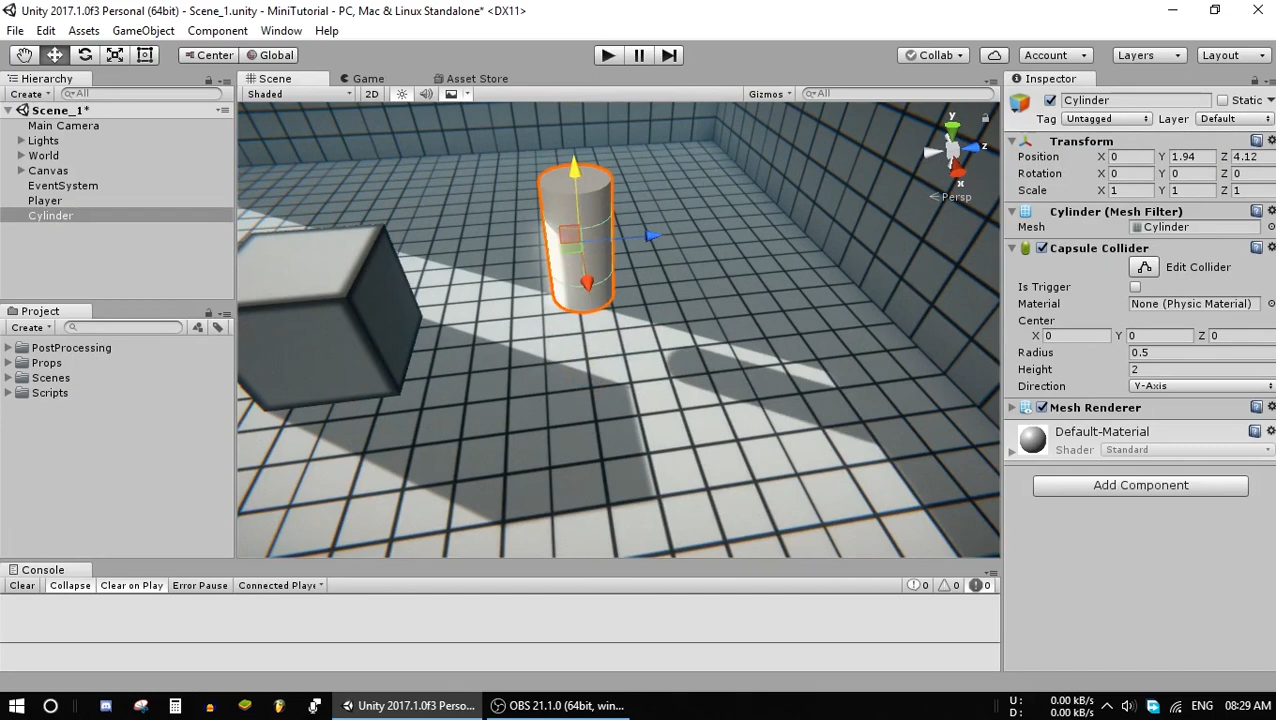 Unity 2017.1.0f3 Personal (64bit) - Scene_1.unity - MiniTutorial - PC, Mac & Linux Standalone* <DX11>
File Edit Assets GameObject Component Window Help
Center Global Collab Account Layers Layout
Hierarchy
Create All
Scene_1*
Main Camera
Lights
World
Canvas
EventSystem
Player
Cylinder
Project
Create
PostProcessing
Props
Scenes
Scripts
Scene Game Asset Store
Shaded 2D Gizmos All
y
z
x
Persp
Inspector
Cylinder Static
Tag Untagged Layer Default
Transform
Position X 0 Y 1.94 Z 4.12
Rotation X 0 Y 0 Z 0
Scale X 1 Y 1 Z 1
Cylinder (Mesh Filter)
Mesh Cylinder
Capsule Collider
Edit Collider
Is Trigger
Material None (Physic Material)
Center
X 0 Y 0 Z 0
Radius 0.5
Height 2
Direction Y-Axis
Mesh Renderer
Default-Material
Shader Standard
Add Component
Console
Clear Collapse Clear on Play Error Pause Connected Playe 0 0 0
Unity 2017.1.0f3 Perso... OBS 21.1.0 (64bit, win... U : 0.00 kB/s ENG 08:29 AM
D : 0.00 kB/s